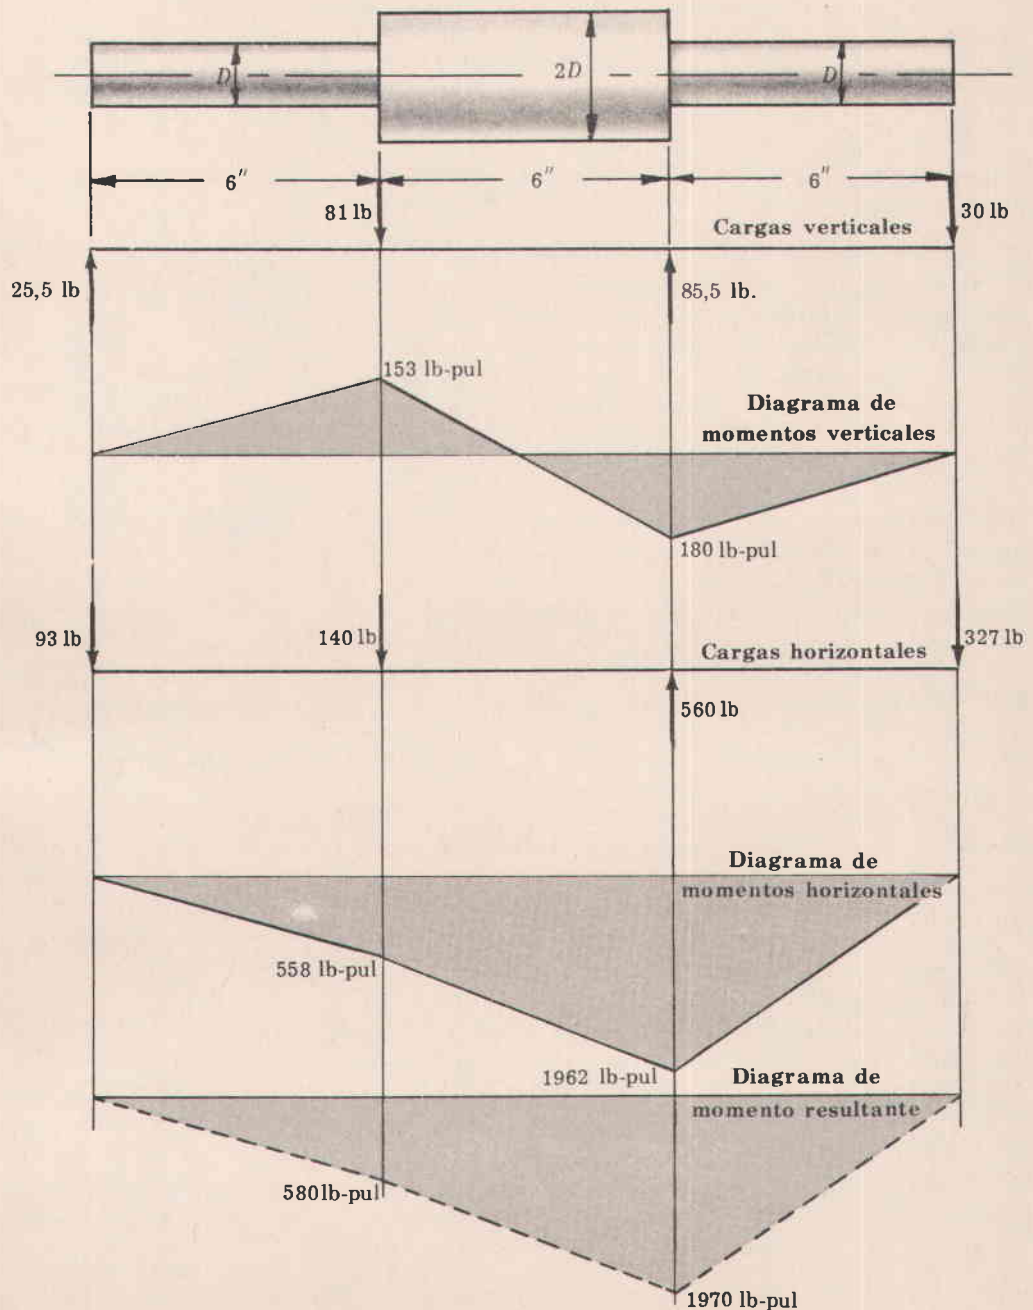 D 2D D
6" 6" 6"
81 lb 30 lb
Cargas verticales
25,5 lb 85,5 lb.
153 lb-pul
Diagrama de
momentos verticales
180 lb-pul
93 lb 140 lb 327 lb
Cargas horizontales
560 lb
Diagrama de
momentos horizontales
558 lb-pul
1962 lb-pul
Diagrama de
momento resultante
580 lb-pul
1970 lb-pul